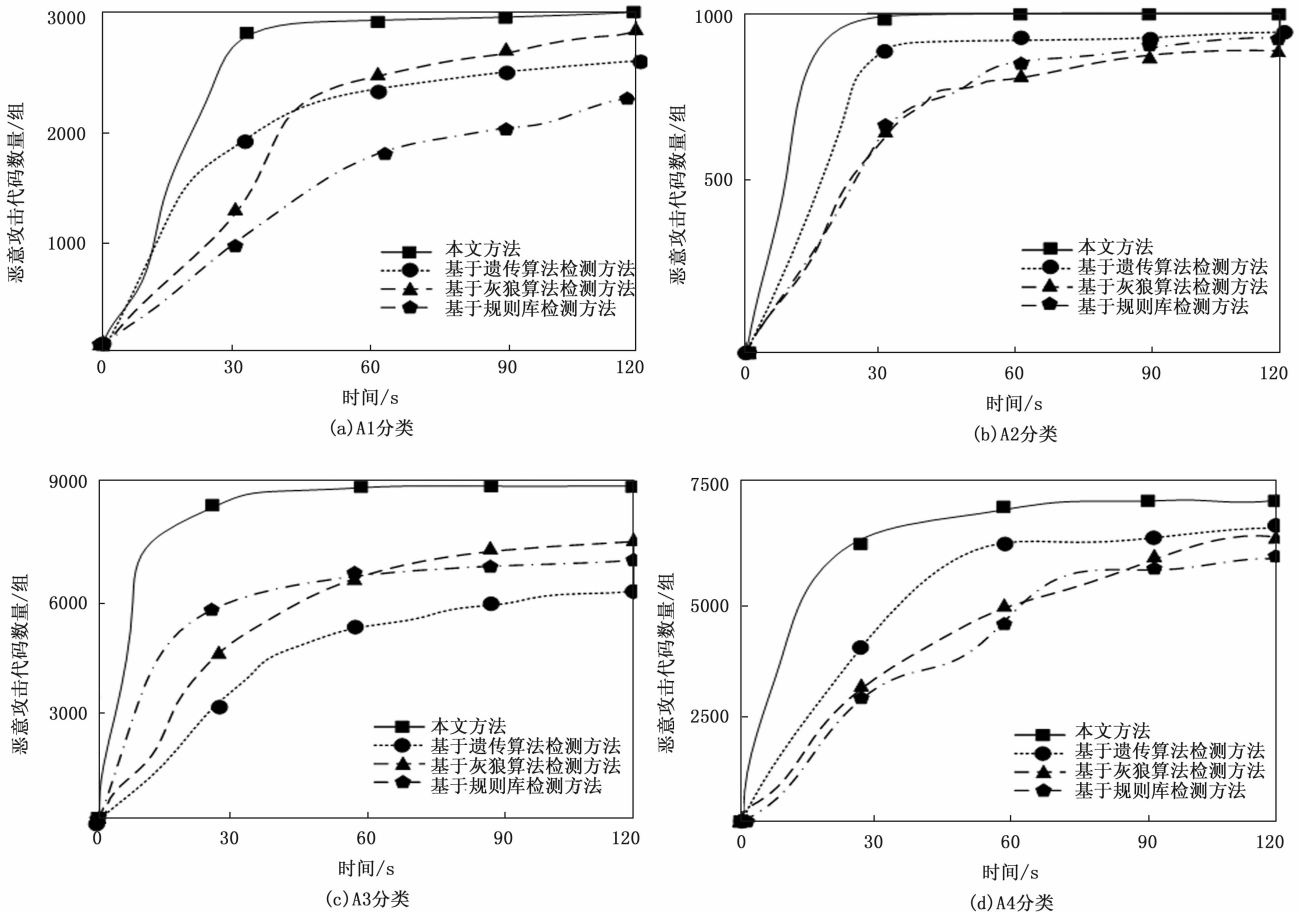 3000
2000
1000
恶意攻击代码数量/组
本文方法
基于遗传算法检测方法
基于灰狼算法检测方法
基于规则库检测方法
0 30 60 90 120
时间/s
(a)A1分类
1000
500
恶意攻击代码数量/组
本文方法
基于遗传算法检测方法
基于灰狼算法检测方法
基于规则库检测方法
0 30 60 90 120
时间/s
(b)A2分类
9000
6000
3000
恶意攻击代码数量/组
本文方法
基于遗传算法检测方法
基于灰狼算法检测方法
基于规则库检测方法
0 30 60 90 120
时间/s
(c)A3分类
7500
5000
2500
恶意攻击代码数量/组
本文方法
基于遗传算法检测方法
基于灰狼算法检测方法
基于规则库检测方法
0 30 60 90 120
时间/s
(d)A4分类